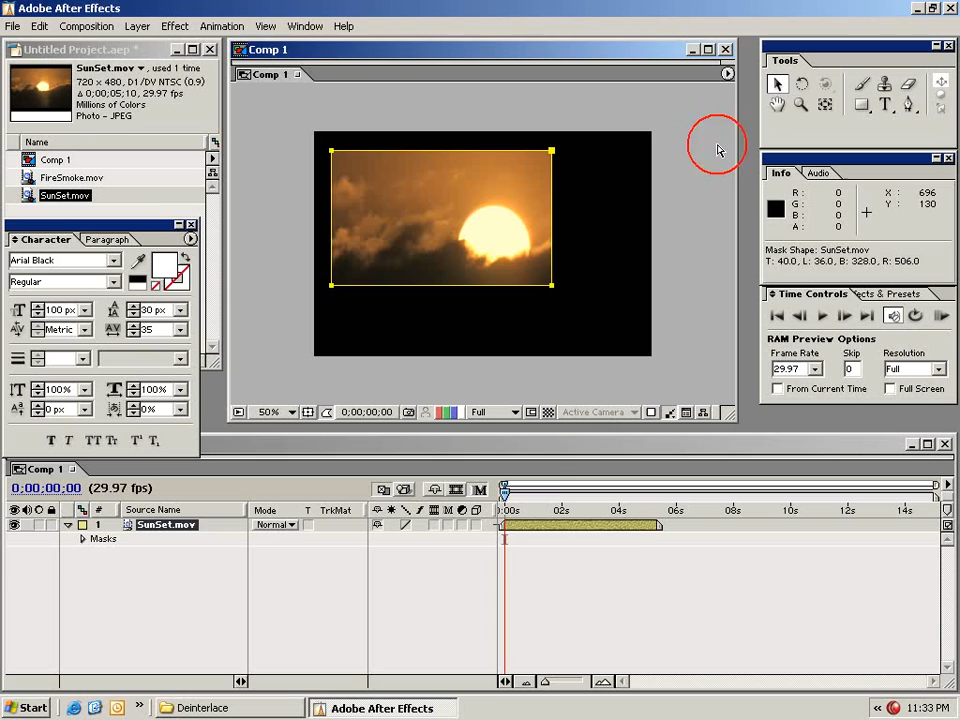 Adobe After Effects
File Edit Composition Layer Effect Animation View Window Help
Untitled Project.aep *
SunSet.mov ▼, used 1 time
720 x 480, D1/DV NTSC (0.9)
Δ 0;00;05;10, 29.97 fps
Millions of Colors
Photo - JPEG
Name
Comp 1
FireSmoke.mov
SunSet.mov
Character Paragraph
Arial Black
Regular
100 px 30 px
Metric 35
100% 100%
0 px 0%
T T TT Tr T¹ T₁
Comp 1
Comp 1
50% 0;00;00;00 Full Active Camera
Tools
Info Audio
R: 0 X: 696
G: 0 Y: 130
B: 0
A: 0
Mask Shape: SunSet.mov
T: 40.0, L: 36.0, B: 328.0, R: 506.0
Time Controls fects & Presets
RAM Preview Options
Frame Rate Skip Resolution
29.97 0 Full
From Current Time Full Screen
Comp 1
0;00;00;00 (29.97 fps)
# Source Name Mode T TrkMat
:00s 02s 04s 06s 08s 10s 12s 14s
1 SunSet.mov Normal
Masks
Start Deinterlace Adobe After Effects 11:33 PM